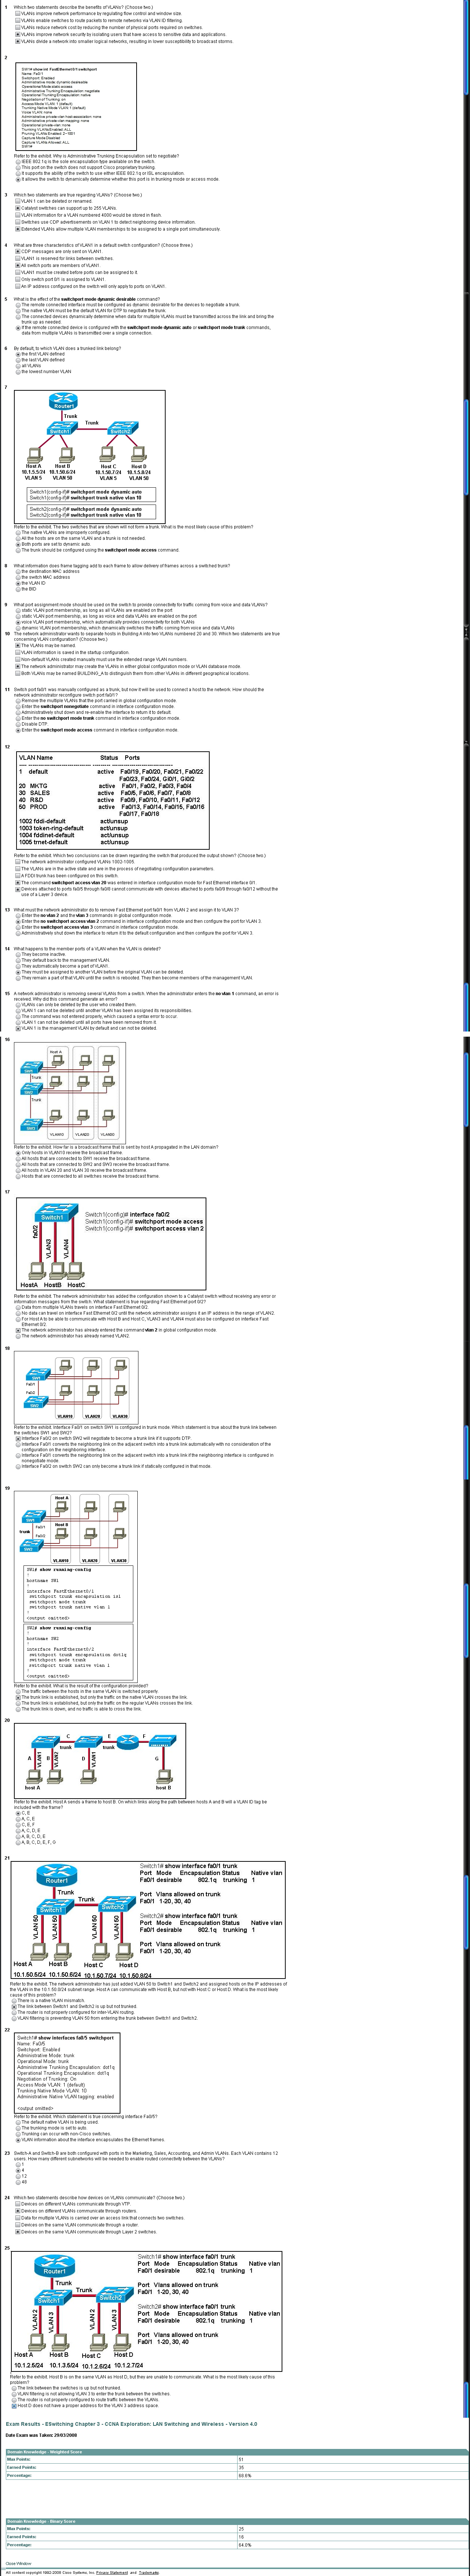 1 Which two statements describe the benefits of VLANs? (Choose two.)
VLANs improve network performance by regulating flow control and window size.
VLANs enable switches to route packets to remote networks via VLAN ID filtering.
VLANs reduce network cost by reducing the number of physical ports required on switches.
VLANs improve network security by isolating users that have access to sensitive data and applications.
VLANs divide a network into smaller logical networks, resulting in lower susceptibility to broadcast storms.
2
SW1# show int FastEthernet0/1 switchport
Name: Fa0/1
Switchport: Enabled
Administrative mode: dynamic desirable
Operational Mode: static access
Administrative Trunking Encapsulation: negotiate
Operational Trunking Encapsulation: native
Negotiation of Trunking: on
Access Mode VLAN: 1 (default)
Trunking Native Mode VLAN: 1 (default)
Voice VLAN: none
Administrative private-vlan host-association: none
Administrative private-vlan mapping: none
Operational private-vlan: none
Trunking VLANs Enabled: ALL
Pruning VLANs Enabled: 2-1001
Capture Mode Disabled
Capture VLANs Allowed: ALL
Refer to the exhibit. Why is Administrative Trunking Encapsulation set to negotiate?
IEEE 802.1q is the sole encapsulation type available on the switch.
This port on the switch does not support Cisco proprietary trunking.
It supports the ability of the switch to use either IEEE 802.1q or ISL encapsulation.
It allows the switch to dynamically determine whether this port is in trunking mode or access mode.
3 Which two statements are true regarding VLANs? (Choose two.)
VLAN 1 can be deleted or renamed.
Catalyst switches can support up to 255 VLANs.
VLAN information for a VLAN numbered 4000 would be stored in flash.
Switches use CDP advertisements on VLAN 1 to detect neighboring device information.
Extended VLANs allow multiple VLAN memberships to be assigned to a single port simultaneously.
4 What are three characteristics of VLAN1 in a default switch configuration? (Choose three.)
CDP messages are only sent on VLAN1.
VLAN1 is reserved for links between switches.
All switch ports are members of VLAN1.
VLAN1 must be created before ports can be assigned to it.
Only switch port 0/1 is assigned to VLAN1.
An IP address configured on the switch will only apply to ports on VLAN1.
5 What is the effect of the switchport mode dynamic desirable command?
The remote connected interface must be configured as dynamic desirable for the devices to negotiate a trunk.
The native VLAN must be the default VLAN for DTP to negotiate the trunk.
The connected devices dynamically determine when data for multiple VLANs must be transmitted across the link and bring the
trunk up as needed.
If the remote connected device is configured with the switchport mode dynamic auto or switchport mode trunk commands,
data from multiple VLANs is transmitted over a single connection.
6 By default, to which VLAN does a trunked link belong?
the first VLAN defined
the last VLAN defined
all VLANs
the lowest number VLAN
7
Router1
Trunk
Trunk
Switch1
Switch2
Host A Host B Host C Host D
10.1.5.5/24 10.1.50.6/24 10.1.50.7/24 10.1.5.8/24
VLAN 5 VLAN 50 VLAN 5 VLAN 50
Switch1(config-if)# switchport mode dynamic auto
Switch1(config-if)# switchport trunk native vlan 10
Switch2(config-if)# switchport mode dynamic auto
Switch2(config-if)# switchport trunk native vlan 10
Refer to the exhibit. The two switches that are shown will not form a trunk. What is the most likely cause of this problem?
The native VLANs are improperly configured.
All the hosts are on the same VLAN and a trunk is not needed.
Both ports are set to dynamic auto.
The trunk should be configured using the switchport mode access command.
8 What information does frame tagging add to each frame to allow delivery of frames across a switched trunk?
the destination MAC address
the switch MAC address
the VLAN ID
the BID
9 What port assignment mode should be used on the switch to provide connectivity for traffic coming from voice and data VLANs?
static VLAN port membership, as long as all VLANs are enabled on the port
static VLAN port membership, as long as voice and data VLANs are enabled on the port
voice VLAN port membership, which automatically provides connectivity for both VLANs
dynamic VLAN port membership, which dynamically switches the traffic coming from voice and data VLANs
10 The network administrator wants to separate hosts in Building A into two VLANs numbered 20 and 30. Which two statements are true
concerning VLAN configuration? (Choose two.)
The VLANs may be named.
VLAN information is saved in the startup configuration.
Non-default VLANs created manually must use the extended range VLAN numbers.
The network administrator may create the VLANs in either global configuration mode or VLAN database mode.
Both VLANs may be named BUILDING_A to distinguish them from other VLANs in different geographical locations.
11 Switch port fa0/1 was manually configured as a trunk, but now it will be used to connect a host to the network. How should the
network administrator reconfigure switch port Fa0/1?
Remove the multiple VLANs that the port carried in global configuration mode.
Enter the switchport nonegotiate command in interface configuration mode.
Administratively shut down and re-enable the interface to return it to default.
Enter the no switchport mode trunk command in interface configuration mode.
Disable DTP.
Enter the switchport mode access command in interface configuration mode.
12
VLAN Name Status Ports
1 default active Fa0/19, Fa0/20, Fa0/21, Fa0/22
Fa0/23, Fa0/24, Gi0/1, Gi0/2
20 MKTG active Fa0/1, Fa0/2, Fa0/3, Fa0/4
30 SALES active Fa0/5, Fa0/6, Fa0/7, Fa0/8
40 R&D active Fa0/9, Fa0/10, Fa0/11, Fa0/12
50 PROD active Fa0/13, Fa0/14, Fa0/15, Fa0/16
Fa0/17, Fa0/18
1002 fddi-default act/unsup
1003 token-ring-default act/unsup
1004 fddinet-default act/unsup
1005 trnet-default act/unsup
Refer to the exhibit. Which two conclusions can be drawn regarding the switch that produced the output shown? (Choose two.)
The network administrator configured VLANs 1002-1005.
The VLANs are in the active state and are in the process of negotiating configuration parameters.
A FDDI trunk has been configured on this switch.
The command switchport access vlan 20 was entered in interface configuration mode for Fast Ethernet interface 0/1.
Devices attached to ports fa0/5 through fa0/8 cannot communicate with devices attached to ports fa0/9 through fa0/12 without the
use of a Layer 3 device.
13 What must the network administrator do to remove Fast Ethernet port fa0/1 from VLAN 2 and assign it to VLAN 3?
Enter the no vlan 2 and the vlan 3 commands in global configuration mode.
Enter the no switchport access vlan 2 command in interface configuration mode and then configure the port for VLAN 3.
Enter the switchport access vlan 3 command in interface configuration mode.
Administratively shut down the interface to return it to the default configuration and then configure the port for VLAN 3.
14 What happens to the member ports of a VLAN when the VLAN is deleted?
They become inactive.
They default back to the management VLAN.
They automatically become a part of VLAN1.
They must be assigned to another VLAN before the original VLAN can be deleted.
They remain a part of that VLAN until the switch is rebooted. They then become members of the management VLAN.
15 A network administrator is removing several VLANs from a switch. When the administrator enters the no vlan 1 command, an error is
received. Why did this command generate an error?
VLANs can only be deleted by the user who created them.
VLAN 1 can not be deleted until another VLAN has been assigned its responsibilities.
The command was not entered properly, which caused a syntax error to occur.
VLAN 1 can not be deleted until all ports have been removed from it.
VLAN 1 is the management VLAN by default and can not be deleted.
16
Host A
SW1
Trunk
SW2
Trunk
SW3
VLAN10 VLAN20 VLAN30
Refer to the exhibit. How far is a broadcast frame that is sent by host A propagated in the LAN domain?
Only hosts in VLAN10 receive the broadcast frame.
All hosts that are connected to SW1 receive the broadcast frame.
All hosts that are connected to SW2 and SW3 receive the broadcast frame.
All hosts in VLAN 20 and VLAN 30 receive the broadcast frame.
Hosts that are connected to all switches receive the broadcast frame.
17
Switch1
Switch1(config)# interface fa0/2
Switch1(config-if)# switchport mode access
Switch1(config-if)# switchport access vlan 2
fa0/2
VLAN3
VLAN4
HostA HostB HostC
Refer to the exhibit. The network administrator has added the configuration shown to a Catalyst switch without receiving any error or
information messages from the switch. What statement is true regarding Fast Ethernet port 0/2?
Data from multiple VLANs travels on interface Fast Ethernet 0/2.
No data can travel on interface Fast Ethernet 0/2 until the network administrator assigns it an IP address in the range of VLAN2.
For Host A to be able to communicate with Host B and Host C, VLAN3 and VLAN4 must also be configured on interface Fast
Ethernet 0/2.
The network administrator has already entered the command vlan 2 in global configuration mode.
The network administrator has already named VLAN2.
18
SW1
Fa0/1
Fa0/2
SW2
VLAN10 VLAN20 VLAN30
Refer to the exhibit. Interface Fa0/1 on switch SW1 is configured in trunk mode. Which statement is true about the trunk link between
the switches SW1 and SW2?
Interface Fa0/2 on switch SW2 will negotiate to become a trunk link if it supports DTP.
Interface Fa0/1 converts the neighboring link on the adjacent switch into a trunk link automatically with no consideration of the
configuration on the neighboring interface.
Interface Fa0/1 converts the neighboring link on the adjacent switch into a trunk link if the neighboring interface is configured in
nonegotiate mode.
Interface Fa0/2 on switch SW2 can only become a trunk link if statically configured in that mode.
19
Host A
SW1
trunk
Fa0/1
Fa0/2
Host B
SW2
VLAN10 VLAN20 VLAN30
SW1# show running-config
hostname SW1
!
interface FastEthernet0/1
switchport trunk encapsulation isl
switchport mode trunk
switchport trunk native vlan 1
!
<output omitted>
SW2# show running-config
!
hostname SW2
!
interface FastEthernet0/2
switchport trunk encapsulation dot1q
switchport mode trunk
switchport trunk native vlan 1
!
<output omitted>
Refer to the exhibit. What is the result of the configuration provided?
The traffic between the hosts in the same VLAN is switched properly.
The trunk link is established, but only the traffic on the native VLAN crosses the link.
The trunk link is established, but only the traffic on the regular VLANs crosses the link.
The trunk link is down, and no traffic is able to cross the link.
20
C E F
trunk trunk
A VLAN1 B VLAN2 D VLAN1 G
host A host B
Refer to the exhibit. Host A sends a frame to host B. On which links along the path between hosts A and B will a VLAN ID tag be
included with the frame?
C, E
A, C, E
C, E, F
A, C, D, E
A, B, C, D, E
A, B, C, D, E, F, G
21
Router1
Trunk
Trunk
Switch1
Switch2
VLAN 50 VLAN 50 VLAN 50 VLAN 50
Host A Host B Host C Host D
10.1.50.5/24 10.1.50.6/24 10.1.50.7/24 10.1.50.8/24
Switch1# show interface fa0/1 trunk
Port Mode Encapsulation Status Native vlan
Fa0/1 desirable 802.1q trunking 1
Port Vlans allowed on trunk
Fa0/1 1-20, 30, 40
Switch2# show interface fa0/1 trunk
Port Mode Encapsulation Status Native vlan
Fa0/1 desirable 802.1q trunking 1
Port Vlans allowed on trunk
Fa0/1 1-20, 30, 40
Refer to the exhibit. The network administrator has just added VLAN 50 to Switch1 and Switch2 and assigned hosts on the IP addresses of
the VLAN in the 10.1.50.0/24 subnet range. Host A can communicate with Host B, but not with Host C or Host D. What is the most likely
cause of this problem?
There is a native VLAN mismatch.
The link between Switch1 and Switch2 is up but not trunked.
The router is not properly configured for inter-VLAN routing.
VLAN filtering is preventing VLAN 50 from entering the trunk between Switch1 and Switch2.
22
Switch1# show interfaces fa0/5 switchport
Name: Fa0/5
Switchport: Enabled
Administrative Mode: trunk
Operational Mode: trunk
Administrative Trunking Encapsulation: dot1q
Operational Trunking Encapsulation: dot1q
Negotiation of Trunking: On
Access Mode VLAN: 1 (default)
Trunking Native Mode VLAN: 10
Administrative Native VLAN tagging: enabled
<output omitted>
Refer to the exhibit. Which statement is true concerning interface Fa0/5?
The default native VLAN is being used.
The trunking mode is set to auto.
Trunking can occur with non-Cisco switches.
VLAN information about the interface encapsulates the Ethernet frames.
23 Switch-A and Switch-B are both configured with ports in the Marketing, Sales, Accounting, and Admin VLANs. Each VLAN contains 12
users. How many different subnetworks will be needed to enable routed connectivity between the VLANs?
1
4
12
48
24 Which two statements describe how devices on VLANs communicate? (Choose two.)
Devices on different VLANs communicate through VTP.
Devices on different VLANs communicate through routers.
Data for multiple VLANs is carried over an access link that connects two switches.
Devices on the same VLAN communicate through a router.
Devices on the same VLAN communicate through Layer 2 switches.
25
Router1
Trunk
Trunk
Switch1
Switch2
VLAN 2 VLAN 3 VLAN 2 VLAN 3
Host A Host B Host C Host D
10.1.2.5/24 10.1.3.5/24 10.1.2.6/24 10.1.2.7/24
Switch1# show interface fa0/1 trunk
Port Mode Encapsulation Status Native vlan
Fa0/1 desirable 802.1q trunking 1
Port Vlans allowed on trunk
Fa0/1 1-20, 30, 40
Switch2# show interface fa0/1 trunk
Port Mode Encapsulation Status Native vlan
Fa0/1 desirable 802.1q trunking 1
Port Vlans allowed on trunk
Fa0/1 1-20, 30, 40
Refer to the exhibit. Host B is on the same VLAN as Host D, but they are unable to communicate. What is the most likely cause of this
problem?
The link between the switches is up but not trunked.
VLAN filtering is not allowing VLAN 3 to enter the trunk between the switches.
The router is not properly configured to route traffic between the VLANs.
Host D does not have a proper address for the VLAN 3 address space.
Exam Results - ESwitching Chapter 3 - CCNA Exploration: LAN Switching and Wireless - Version 4.0
Date Exam was Taken: 29/03/2008
Domain Knowledge - Weighted Score
Max Points: 51
Earned Points: 35
Percentage: 68.6%
Domain Knowledge - Binary Score
Max Points: 25
Earned Points: 16
Percentage: 64.0%
Close Window
All content copyright 1992-2008 Cisco Systems, Inc. Privacy Statement and Trademarks